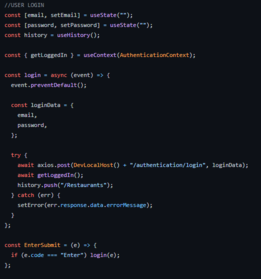 //USER LOGIN
const [email, setEmail] = useState("");
const [password, setPassword] = useState("");
const history = useHistory();
const { getLoggedIn } = useContext(AuthenticationContext);
const login = async (event) => {
event.preventDefault();
const loginData = {
email,
password,
};
try {
await axios.post(DevLocalHost() + "/authentication/login", loginData);
await getLoggedIn();
history.push("/Restaurants");
} catch (err) {
setError(err.response.data.errorMessage);
}
};
const EnterSubmit = (e) => {
if (e.code === "Enter") login(e);
};